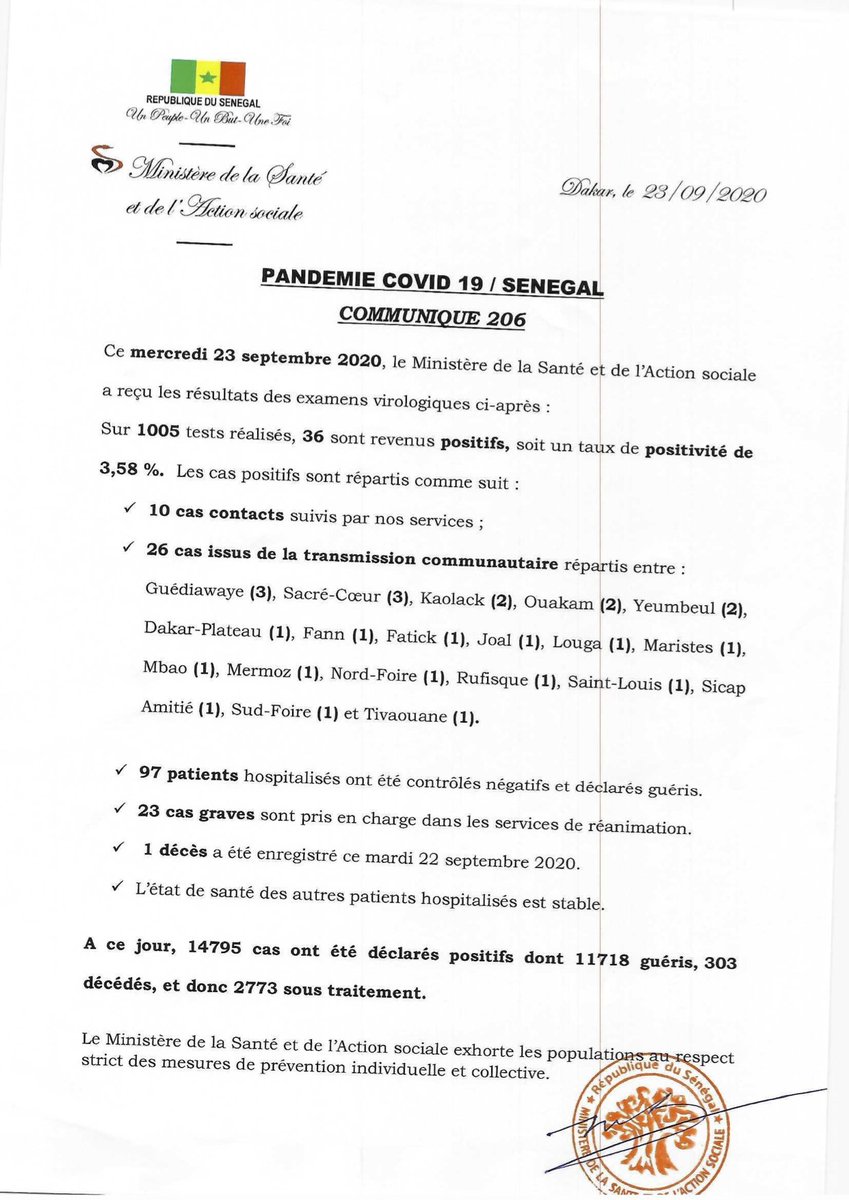 REPUBLIQUE DU SENEGAL
Un Peuple-Un But-Une Foi
Ministère de la Santé
et de l'Action sociale
Dakar, le 23/09/2020
PANDEMIE COVID 19 / SENEGAL
COMMUNIQUE 206
Ce mercredi 23 septembre 2020, le Ministère de la Santé et de l'Action sociale
a reçu les résultats des examens virologiques ci-après :
Sur 1005 tests réalisés, 36 sont revenus positifs, soit un taux de positivité de
3,58 %. Les cas positifs sont répartis comme suit :
✓ 10 cas contacts suivis par nos services ;
✓ 26 cas issus de la transmission communautaire répartis entre :
Guédiawaye (3), Sacré-Cœur (3), Kaolack (2), Ouakam (2), Yeumbeul (2),
Dakar-Plateau (1), Fann (1), Fatick (1), Joal (1), Louga (1), Maristes (1),
Mbao (1), Mermoz (1), Nord-Foire (1), Rufisque (1), Saint-Louis (1), Sicap
Amitié (1), Sud-Foire (1) et Tivaouane (1).
✓ 97 patients hospitalisés ont été contrôlés négatifs et déclarés guéris.
✓ 23 cas graves sont pris en charge dans les services de réanimation.
✓ 1 décès a été enregistré ce mardi 22 septembre 2020.
✓ L'état de santé des autres patients hospitalisés est stable.
A ce jour, 14795 cas ont été déclarés positifs dont 11718 guéris, 303
décédés, et donc 2773 sous traitement.
Le Ministère de la Santé et de l'Action sociale exhorte les populations au respect
strict des mesures de prévention individuelle et collective.
République du Sénégal
MINISTÈRE DE LA SANTÉ ET DE L'ACTION SOCIALE